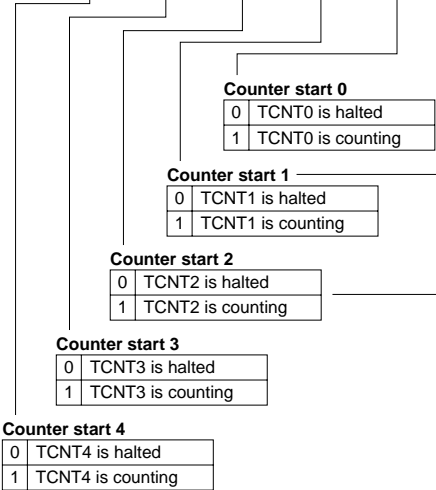 Counter start 0
0 TCNT0 is halted
1 TCNT0 is counting
Counter start 1
0 TCNT1 is halted
1 TCNT1 is counting
Counter start 2
0 TCNT2 is halted
1 TCNT2 is counting
Counter start 3
0 TCNT3 is halted
1 TCNT3 is counting
Counter start 4
0 TCNT4 is halted
1 TCNT4 is counting